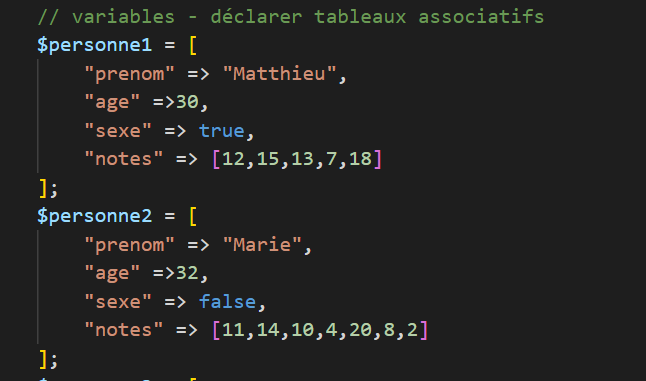 // variables - déclarer tableaux associatifs
$personne1 = [
"prenom" => "Matthieu",
"age" =>30,
"sexe" => true,
"notes" => [12,15,13,7,18]
];
$personne2 = [
"prenom" => "Marie",
"age" =>32,
"sexe" => false,
"notes" => [11,14,10,4,20,8,2]
];